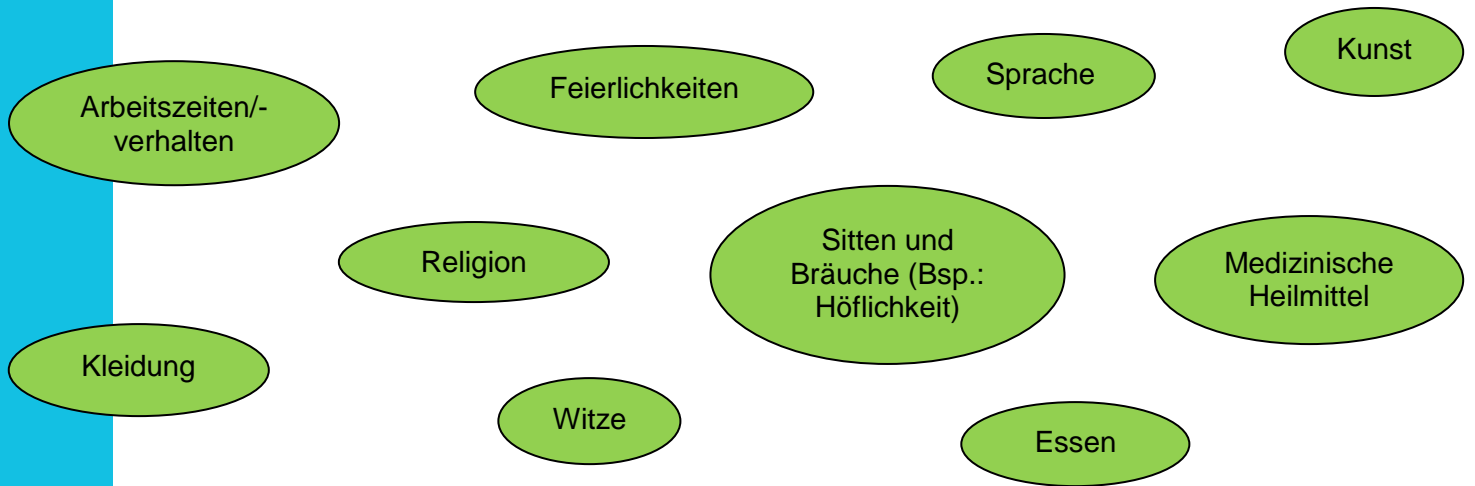 Arbeitszeiten/-
verhalten
Feierlichkeiten
Sprache
Kunst
Religion
Sitten und
Bräuche (Bsp.:
Höflichkeit)
Medizinische
Heilmittel
Kleidung
Witze
Essen